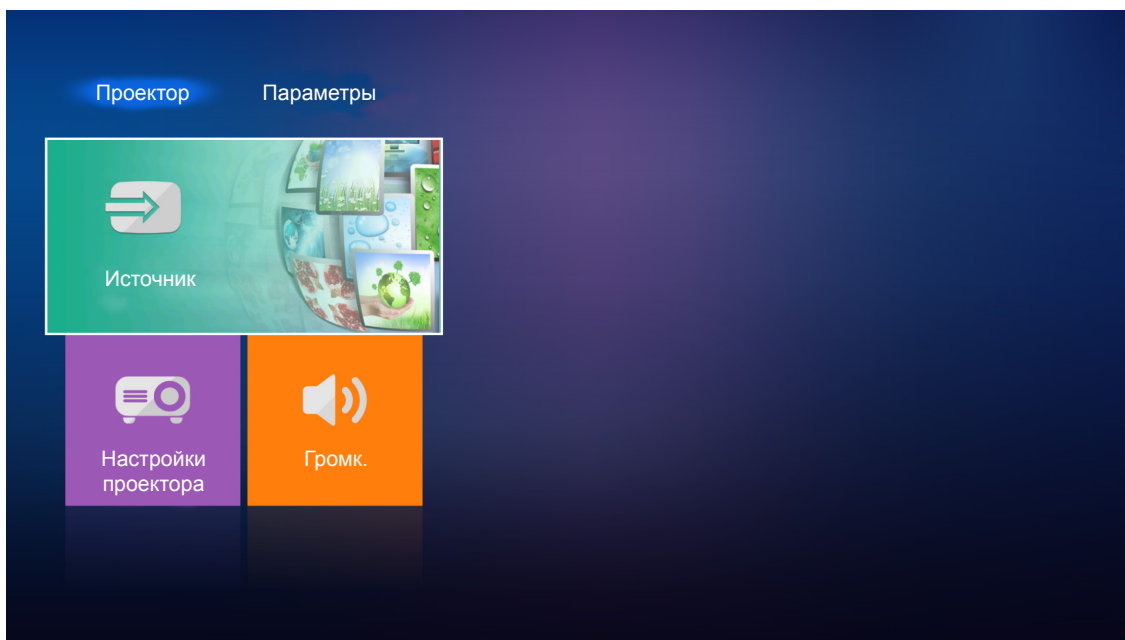 Проектор Параметры
Источник
Настройки Громк.
проектора